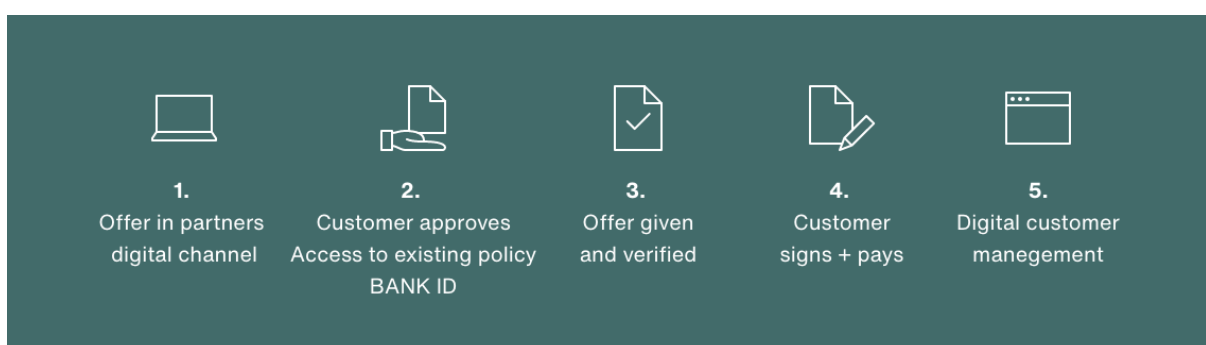 1.
Offer in partners
digital channel
2.
Customer approves
Access to existing policy
BANK ID
3.
Offer given
and verified
4.
Customer
signs + pays
5.
Digital customer
manegement